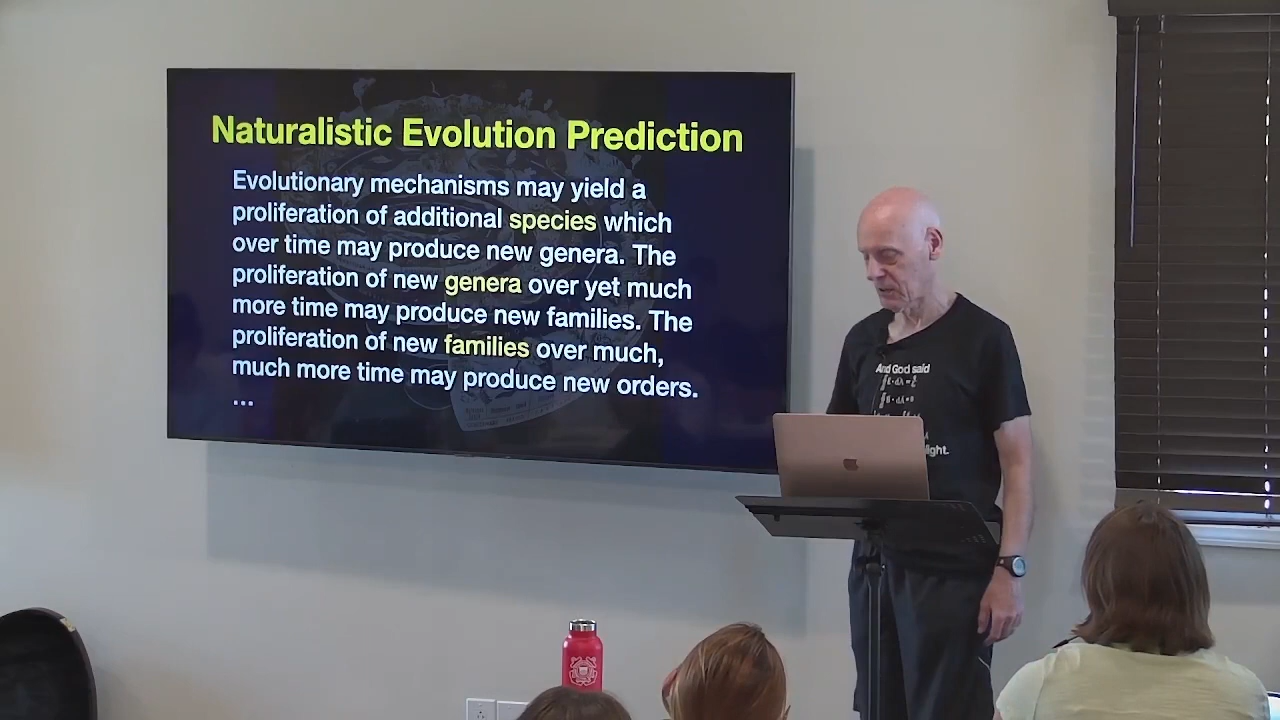 Naturalistic Evolution Prediction
Evolutionary mechanisms may yield a
proliferation of additional species which
over time may produce new genera. The
proliferation of new genera over yet much
more time may produce new families. The
proliferation of new families over much,
much more time may produce new orders.
...
And God said
light.